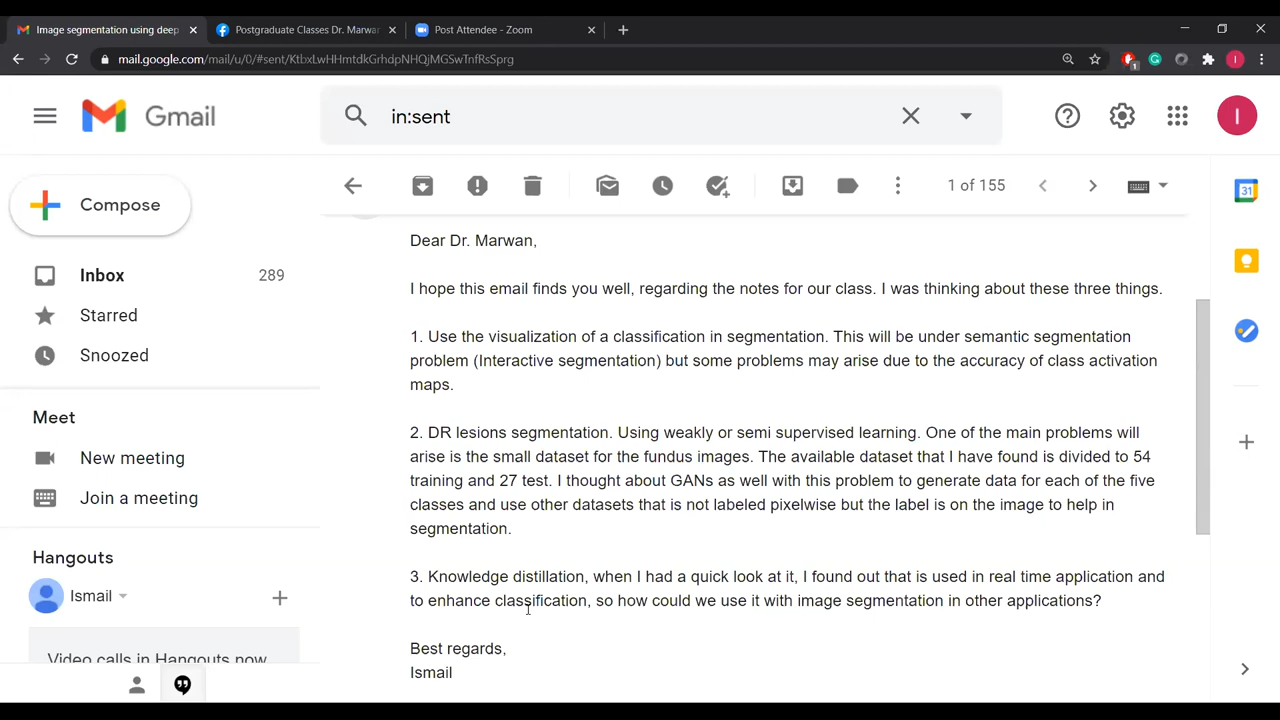 Image segmentation using deep
Postgraduate Classes Dr. Marwa
Post Attendee - Zoom
mail.google.com/mail/u/0/#sent/KtbxLwHHmtdkGrhdpNHQjMGSwTnfRsSprg
1
Gmail
in:sent
I
Compose
1 of 155
31
Inbox 289
Starred
Snoozed
Meet
New meeting
Join a meeting
Hangouts
Ismail
Video calls in Hangouts now
Dear Dr. Marwan,
I hope this email finds you well, regarding the notes for our class. I was thinking about these three things.
1. Use the visualization of a classification in segmentation. This will be under semantic segmentation
problem (Interactive segmentation) but some problems may arise due to the accuracy of class activation
maps.
2. DR lesions segmentation. Using weakly or semi supervised learning. One of the main problems will
arise is the small dataset for the fundus images. The available dataset that I have found is divided to 54
training and 27 test. I thought about GANs as well with this problem to generate data for each of the five
classes and use other datasets that is not labeled pixelwise but the label is on the image to help in
segmentation.
3. Knowledge distillation, when I had a quick look at it, I found out that is used in real time application and
to enhance classification, so how could we use it with image segmentation in other applications?
Best regards,
Ismail